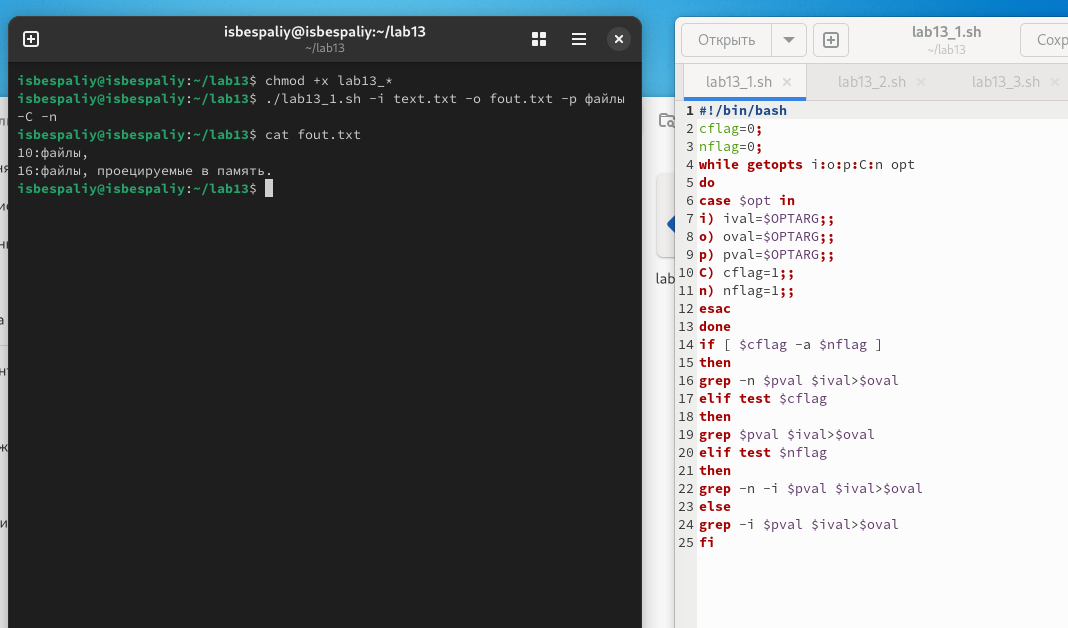 isbespaliy@isbespaliy:~/lab13
~/lab13
isbespaliy@isbespaliy:~/lab13$ chmod +x lab13_*
isbespaliy@isbespaliy:~/lab13$ ./lab13_1.sh -i text.txt -o fout.txt -p файлы
-C -n
isbespaliy@isbespaliy:~/lab13$ cat fout.txt
10:файлы,
16:файлы, проецируемые в память.
isbespaliy@isbespaliy:~/lab13$
lab
Открыть
lab13_1.sh
~/lab13
lab13_1.sh
lab13_2.sh
lab13_3.sh
1 #!/bin/bash
2 cflag=0;
3 nflag=0;
4 while getopts i:o:p:C:n opt
5 do
6 case $opt in
7 i) ival=$OPTARG;;
8 o) oval=$OPTARG;;
9 p) pval=$OPTARG;;
10 C) cflag=1;;
11 n) nflag=1;;
12 esac
13 done
14 if [ $cflag -a $nflag ]
15 then
16 grep -n $pval $ival>$oval
17 elif test $cflag
18 then
19 grep $pval $ival>$oval
20 elif test $nflag
21 then
22 grep -n -i $pval $ival>$oval
23 else
24 grep -i $pval $ival>$oval
25 fi